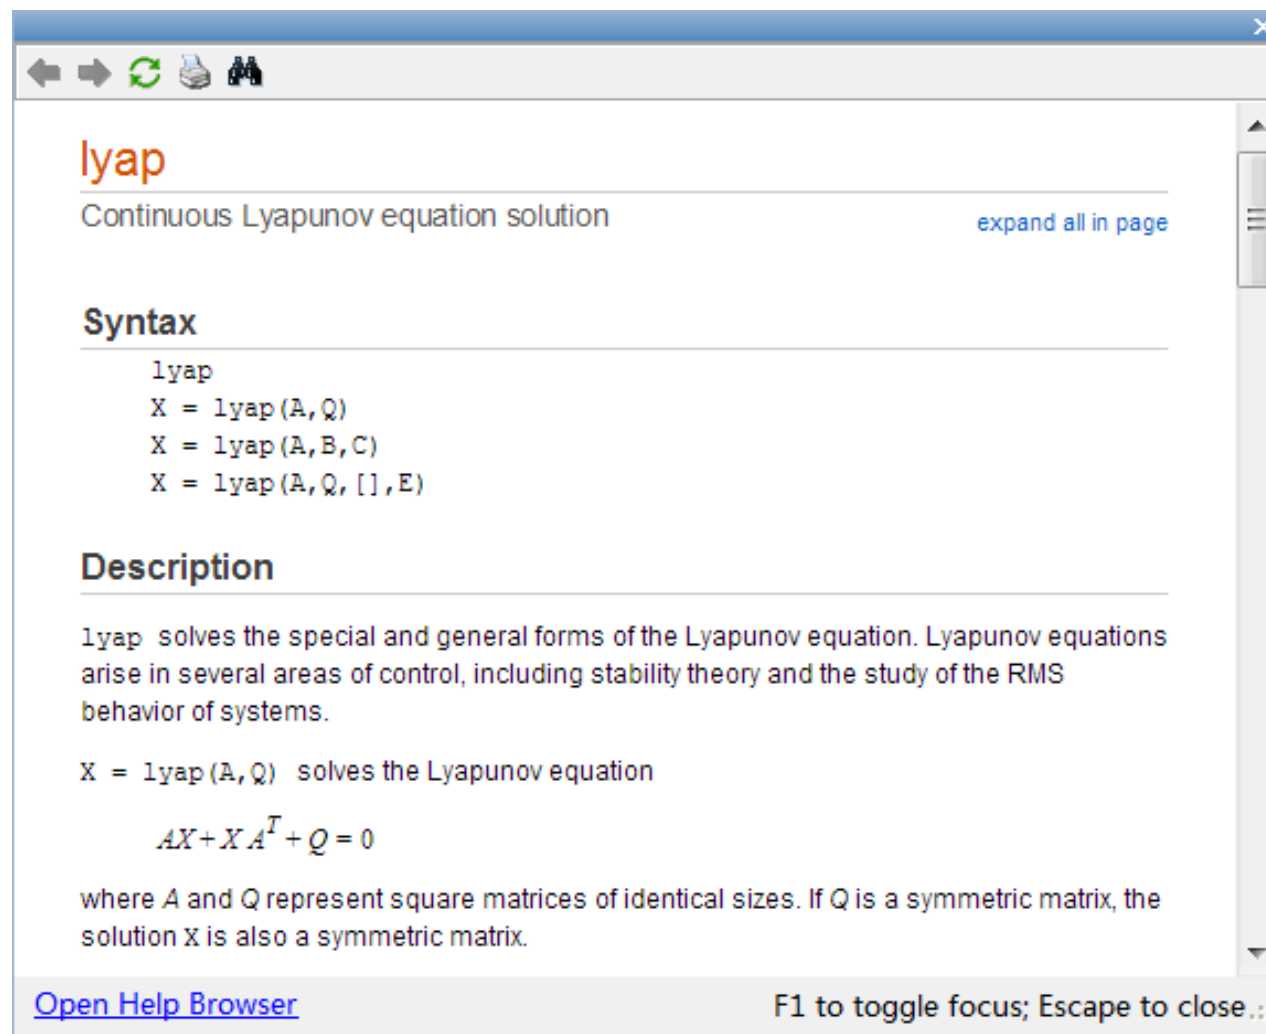 lyap
Continuous Lyapunov equation solution
expand all in page
Syntax
lyap
X = lyap(A,Q)
X = lyap(A,B,C)
X = lyap(A,Q,[],E)
Description
lyap solves the special and general forms of the Lyapunov equation. Lyapunov equations
arise in several areas of control, including stability theory and the study of the RMS
behavior of systems.
X = lyap(A,Q) solves the Lyapunov equation
AX+XA^T+Q=0
where A and Q represent square matrices of identical sizes. If Q is a symmetric matrix, the
solution X is also a symmetric matrix.
Open Help Browser
F1 to toggle focus; Escape to close